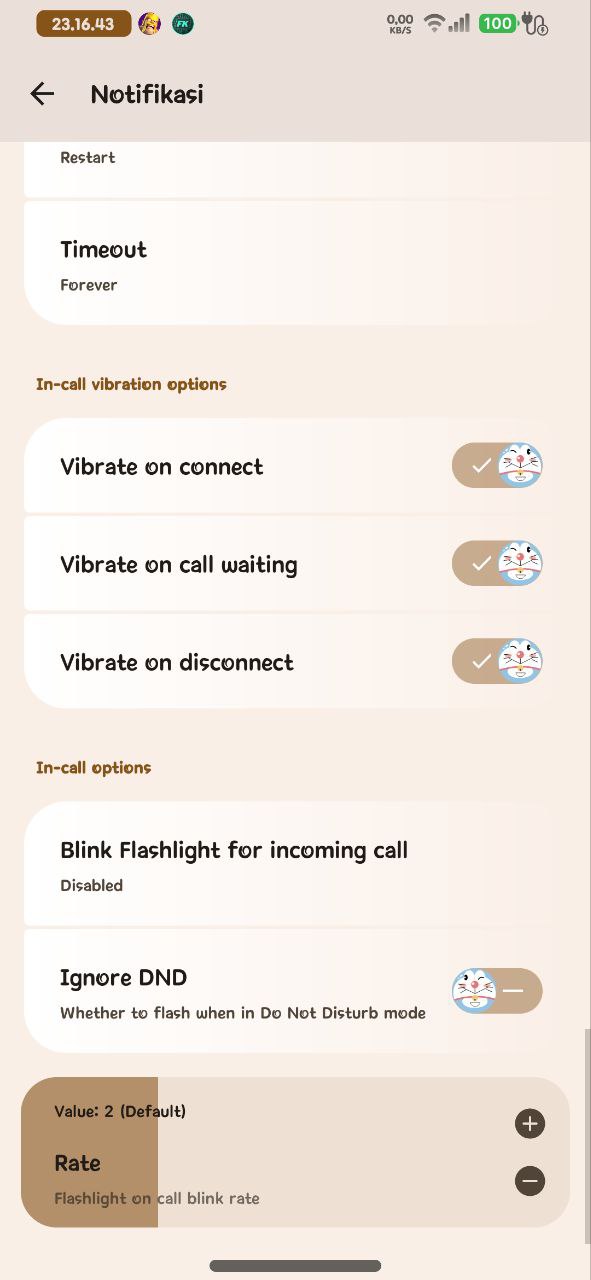 23.16.43
FK
0,00
KB/S
100
Notifikasi
Restart
Timeout
Forever
In-call vibration options
Vibrate on connect
Vibrate on call waiting
Vibrate on disconnect
In-call options
Blink Flashlight for incoming call
Disabled
Ignore DND
Whether to flash when in Do Not Disturb mode
Value: 2 (Default)
Rate
Flashlight on call blink rate